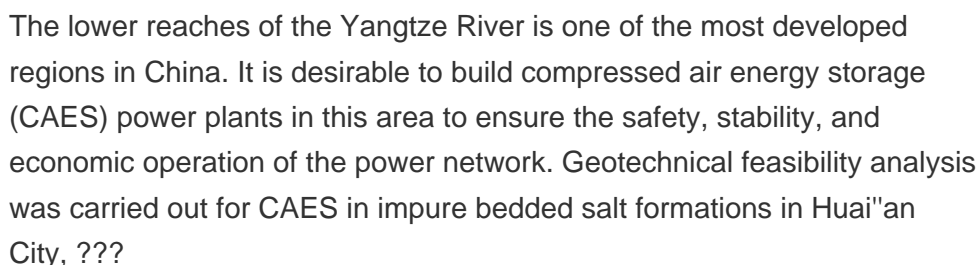 The lower reaches of the Yangtze River is one of the most developed
regions in China. It is desirable to build compressed air energy storage
(CAES) power plants in this area to ensure the safety, stability, and
economic operation of the power network. Geotechnical feasibility analysis
was carried out for CAES in impure bedded salt formations in Huai"an
City, ???